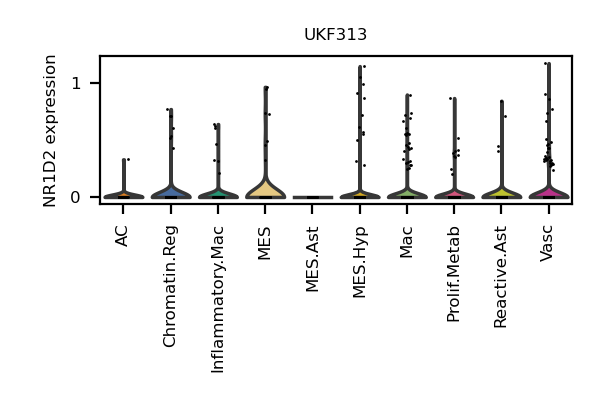 UKF313
NR1D2 expression
1
0
AC
Chromatin.Reg
Inflammatory.Mac
MES
MES.Ast
MES.Hyp
Mac
Prolif.Metab
Reactive.Ast
Vasc